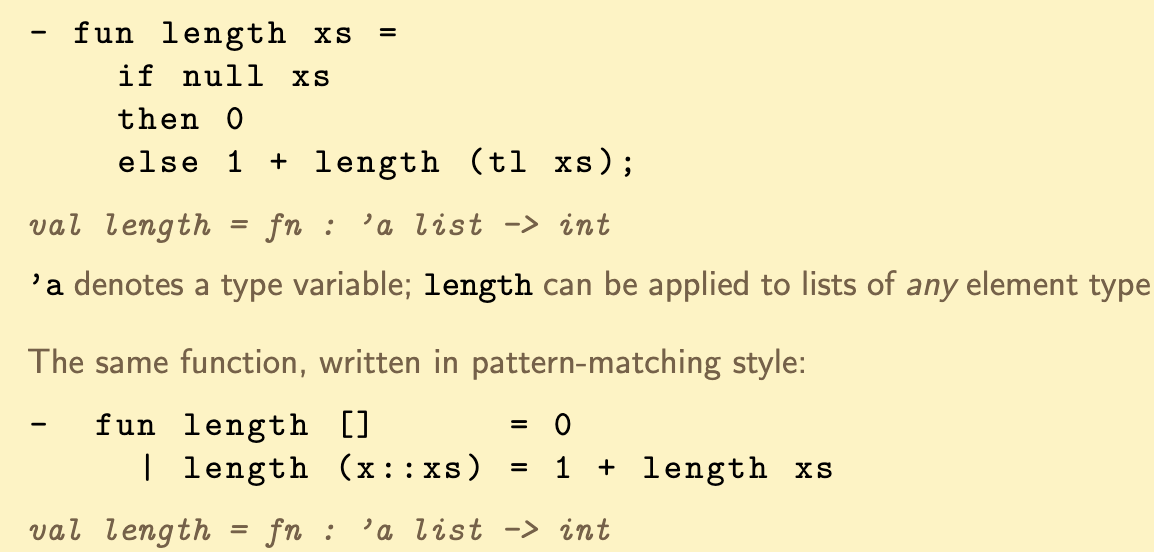 - fun length xs =
if null xs
then 0
else 1 + length (tl xs);
val length = fn : ’a list -> int
’a denotes a type variable; length can be applied to lists of any element type
The same function, written in pattern-matching style:
- fun length [] = 0
| length (x::xs) = 1 + length xs
val length = fn : ’a list -> int